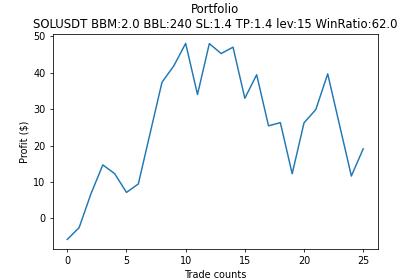 Portfolio
SOLUSDT BBM:2.0 BBL:240 SL:1.4 TP:1.4 lev:15 WinRatio:62.0
50
40
30
20
10
0
Profit ($)
0 5 10 15 20 25
Trade counts